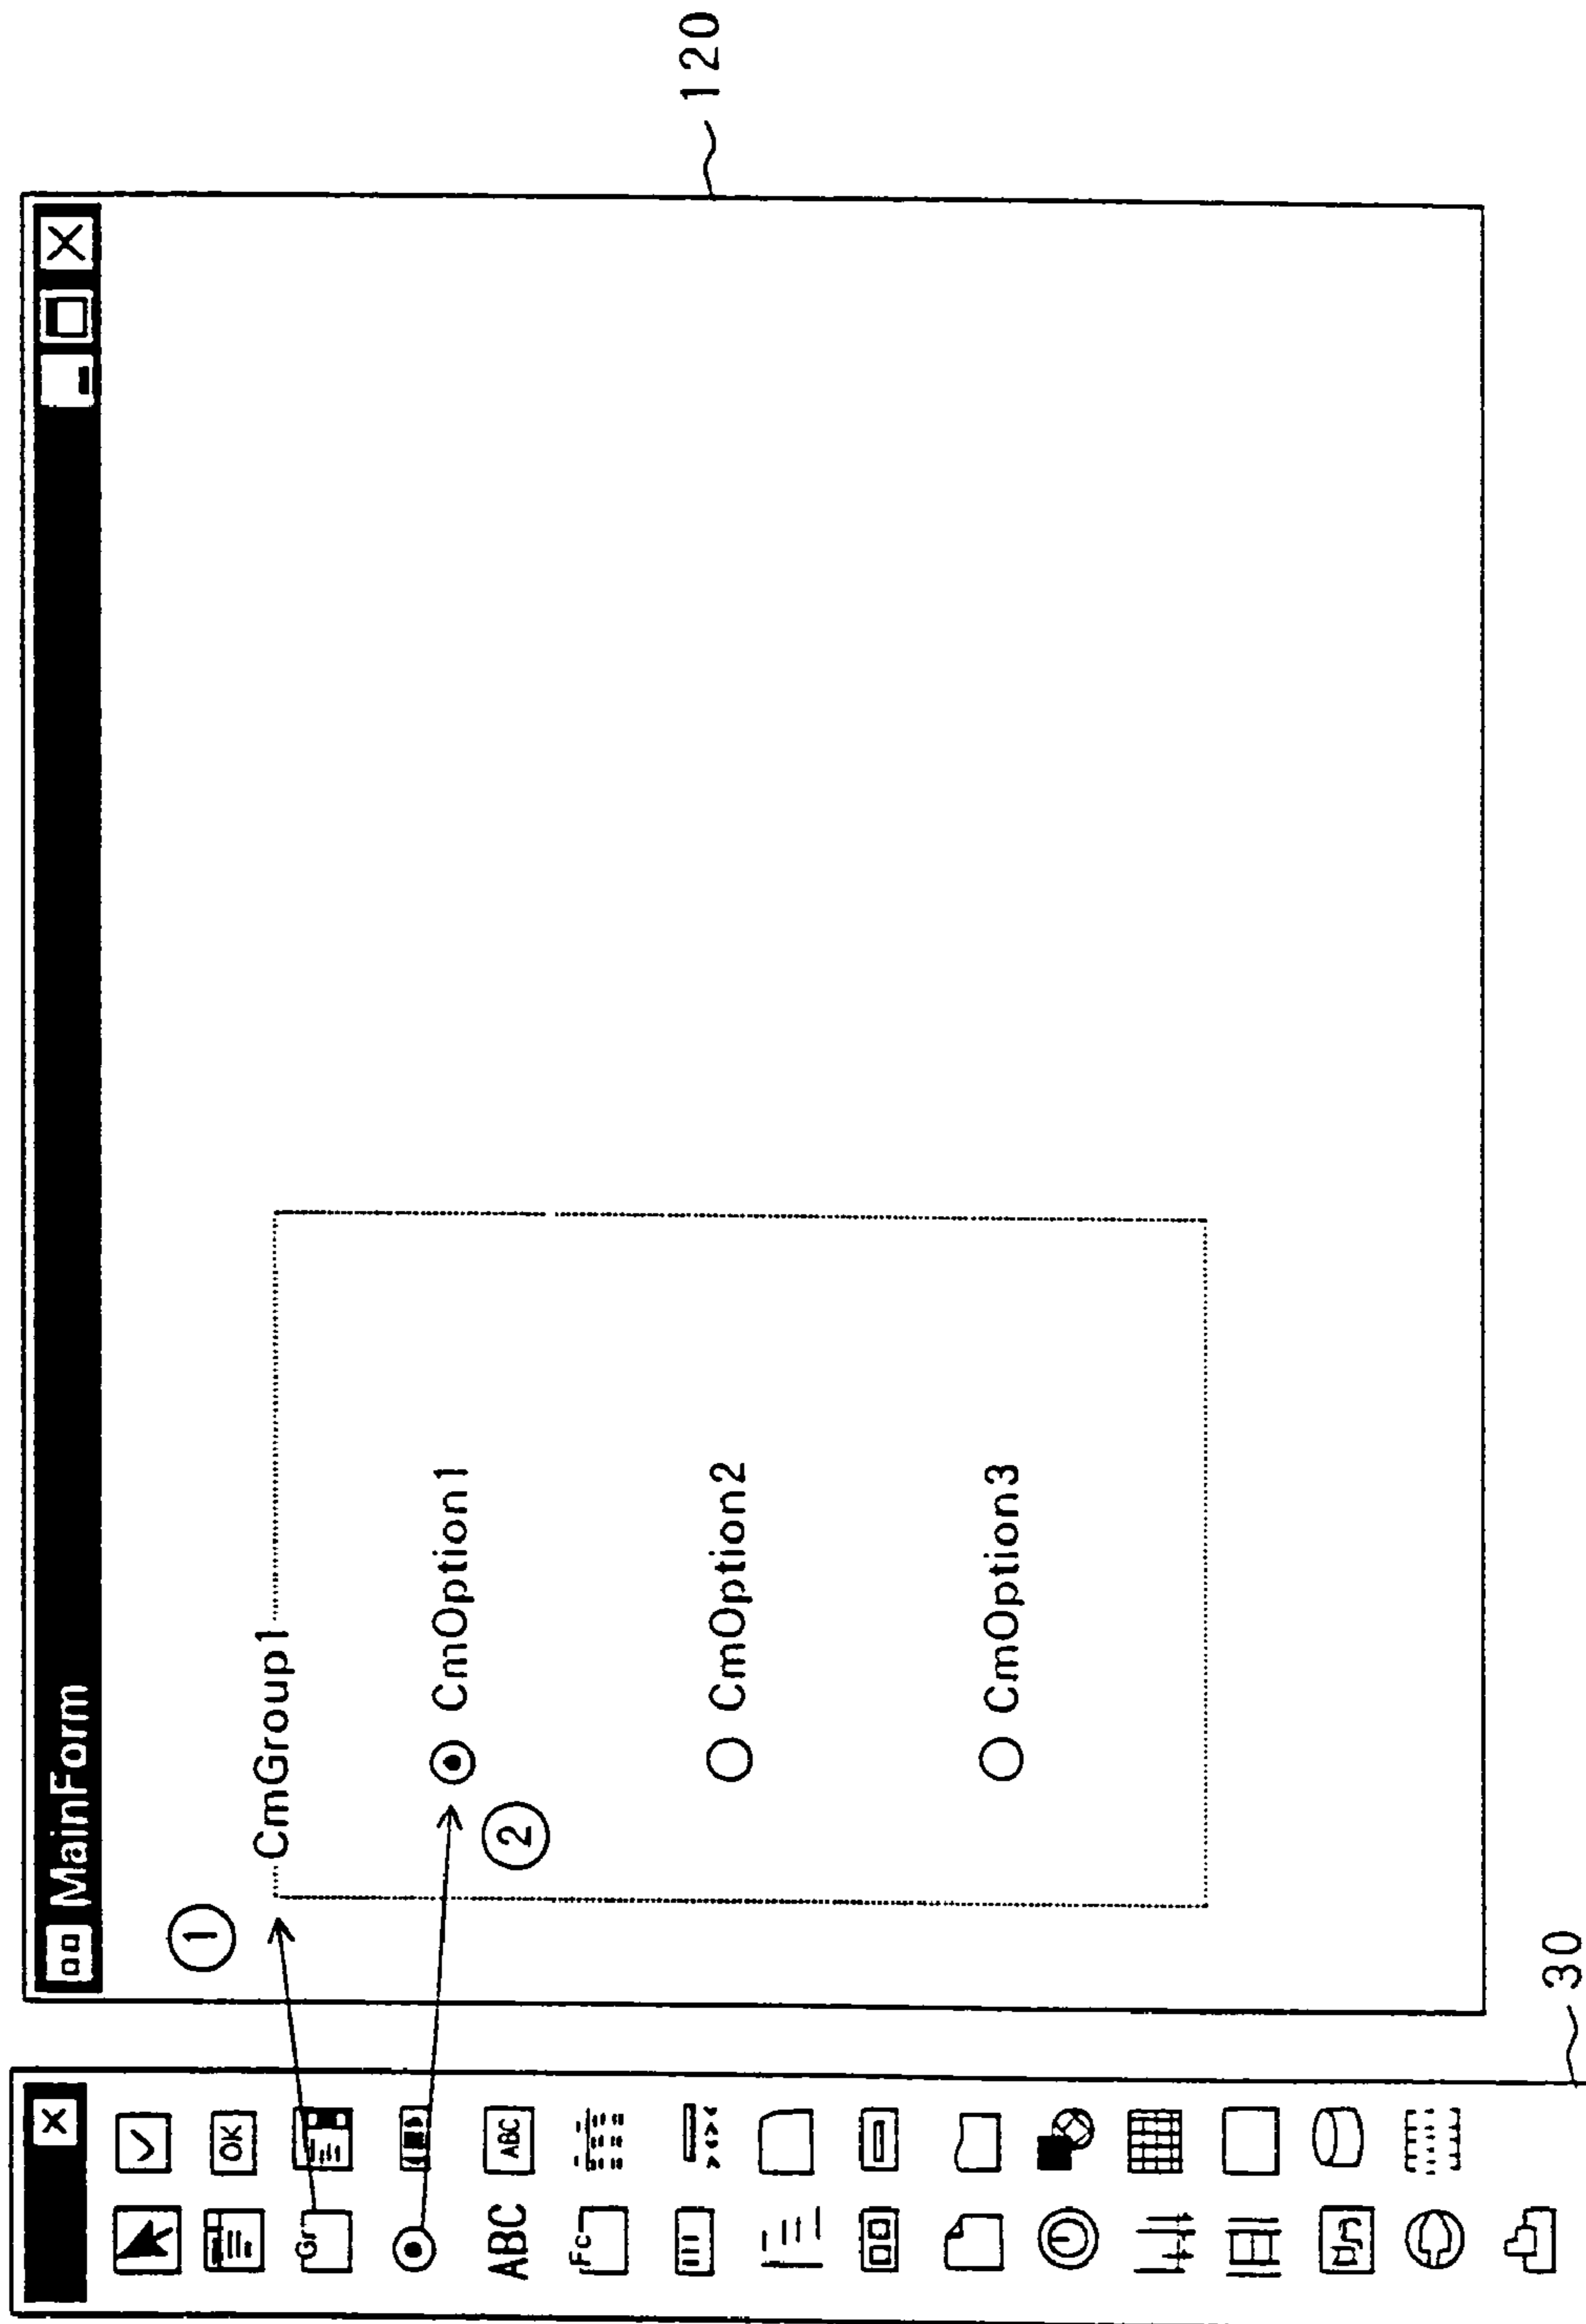 MainForm
①
CmGroup1
CmOption1
②
CmOption2
CmOption3
120
30
OK
Gr
ABC
ABC
Fc